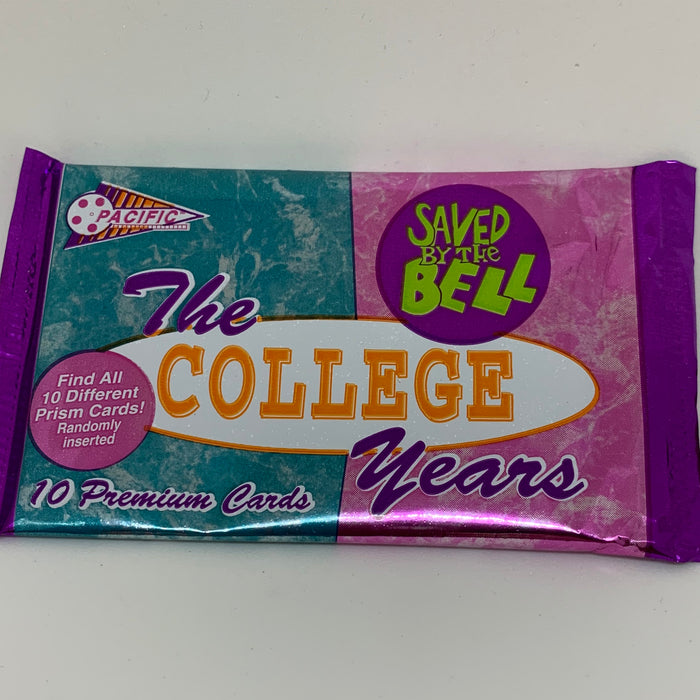 PACIFIC
SAVED
BY THE
BELL
The
COLLEGE
Years
Find All
10 Different
Prism Cards!
Randomly
inserted
10 Premium Cards